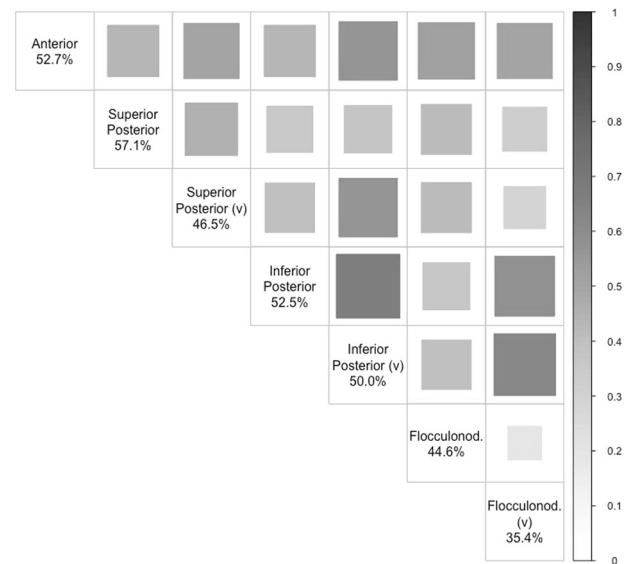 Anterior
52.7%
Superior
Posterior
57.1%
Superior
Posterior (v)
46.5%
Inferior
Posterior
52.5%
Inferior
Posterior (v)
50.0%
Flocculonod.
44.6%
Flocculonod.
(v)
35.4%
1
0.9
0.8
0.7
0.6
0.5
0.4
0.3
0.2
0.1
0